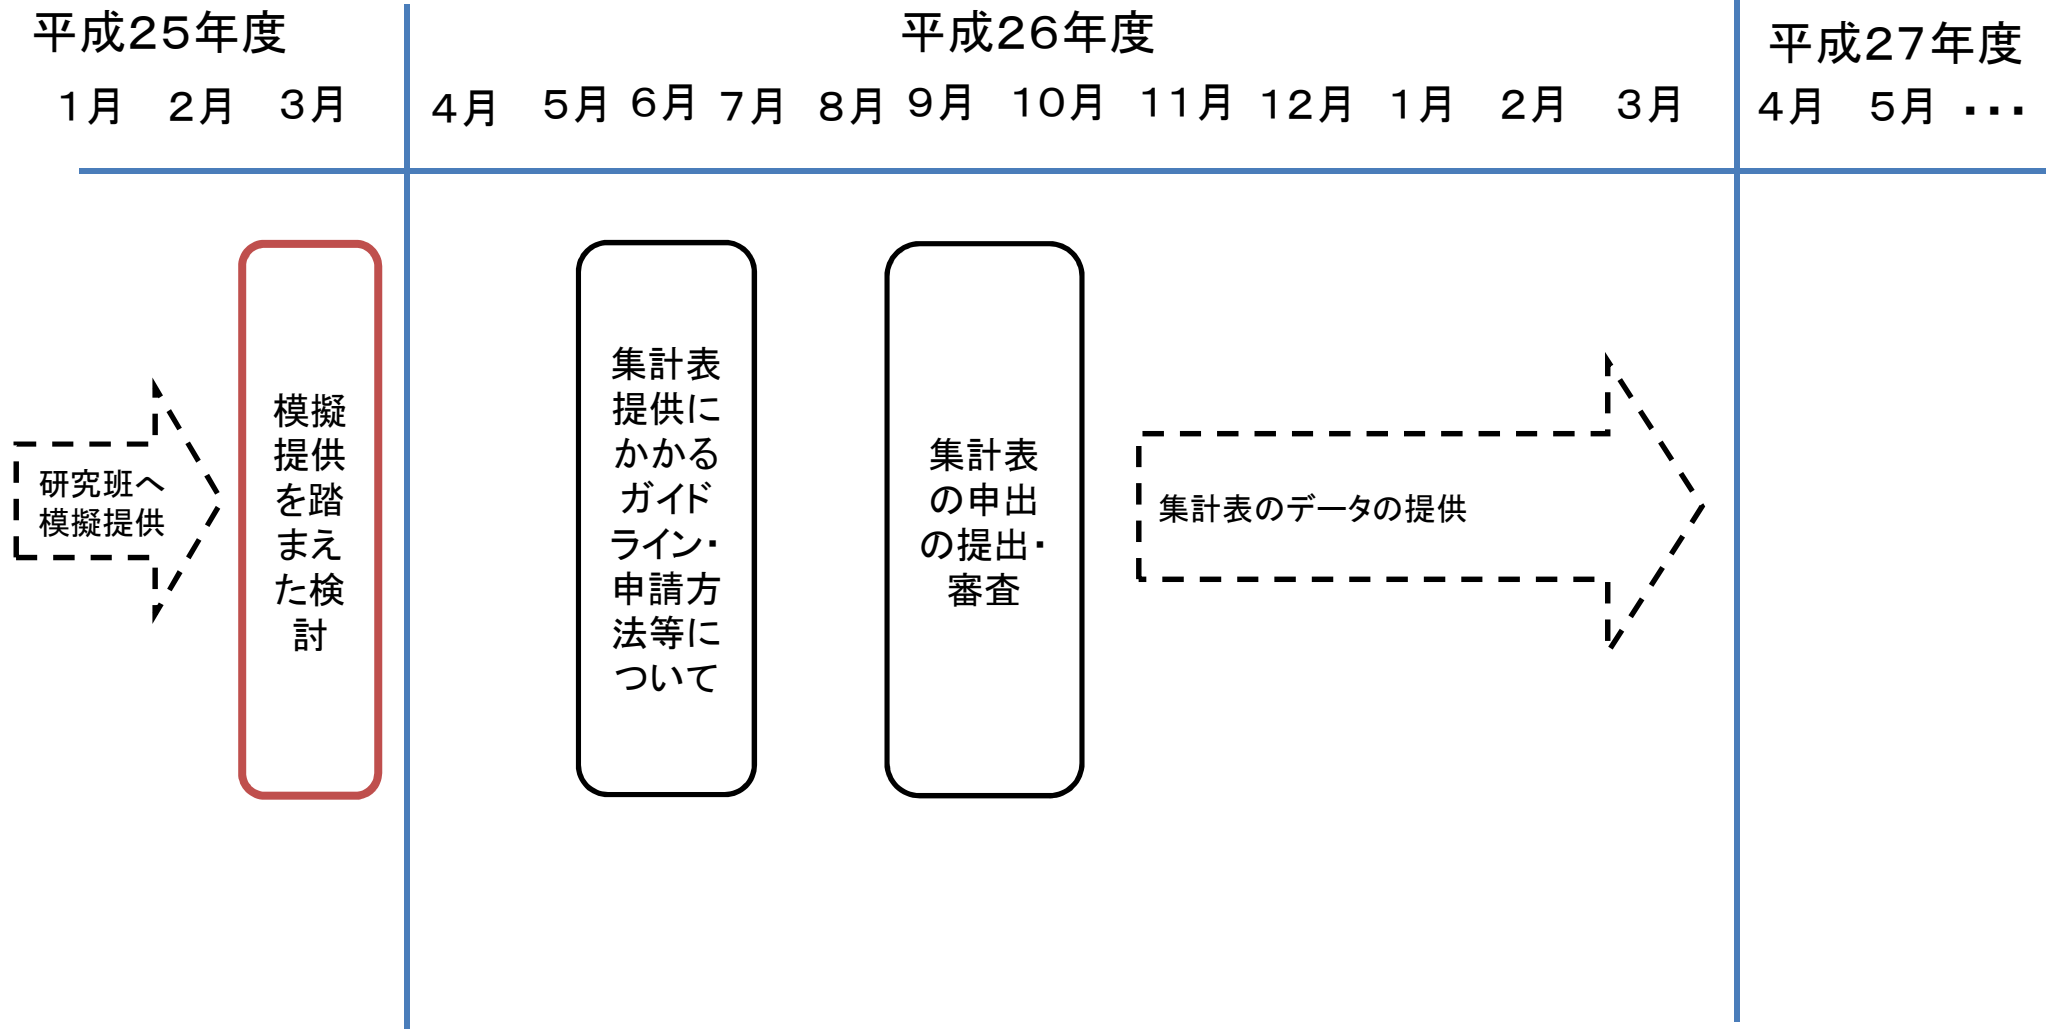 平成25年度
平成26年度
平成27年度
1月 2月 3月 4月 5月 6月 7月 8月 9月 10月 11月 12月 1月 2月 3月 4月 5月 ・・・
研究班へ
模擬提供
模擬
提供
を踏
まえ
た検
討
集計表
提供に
かかる
ガイド
ライン・
申請方
法等に
ついて
集計表
の申出
の提出・
審査
集計表のデータの提供